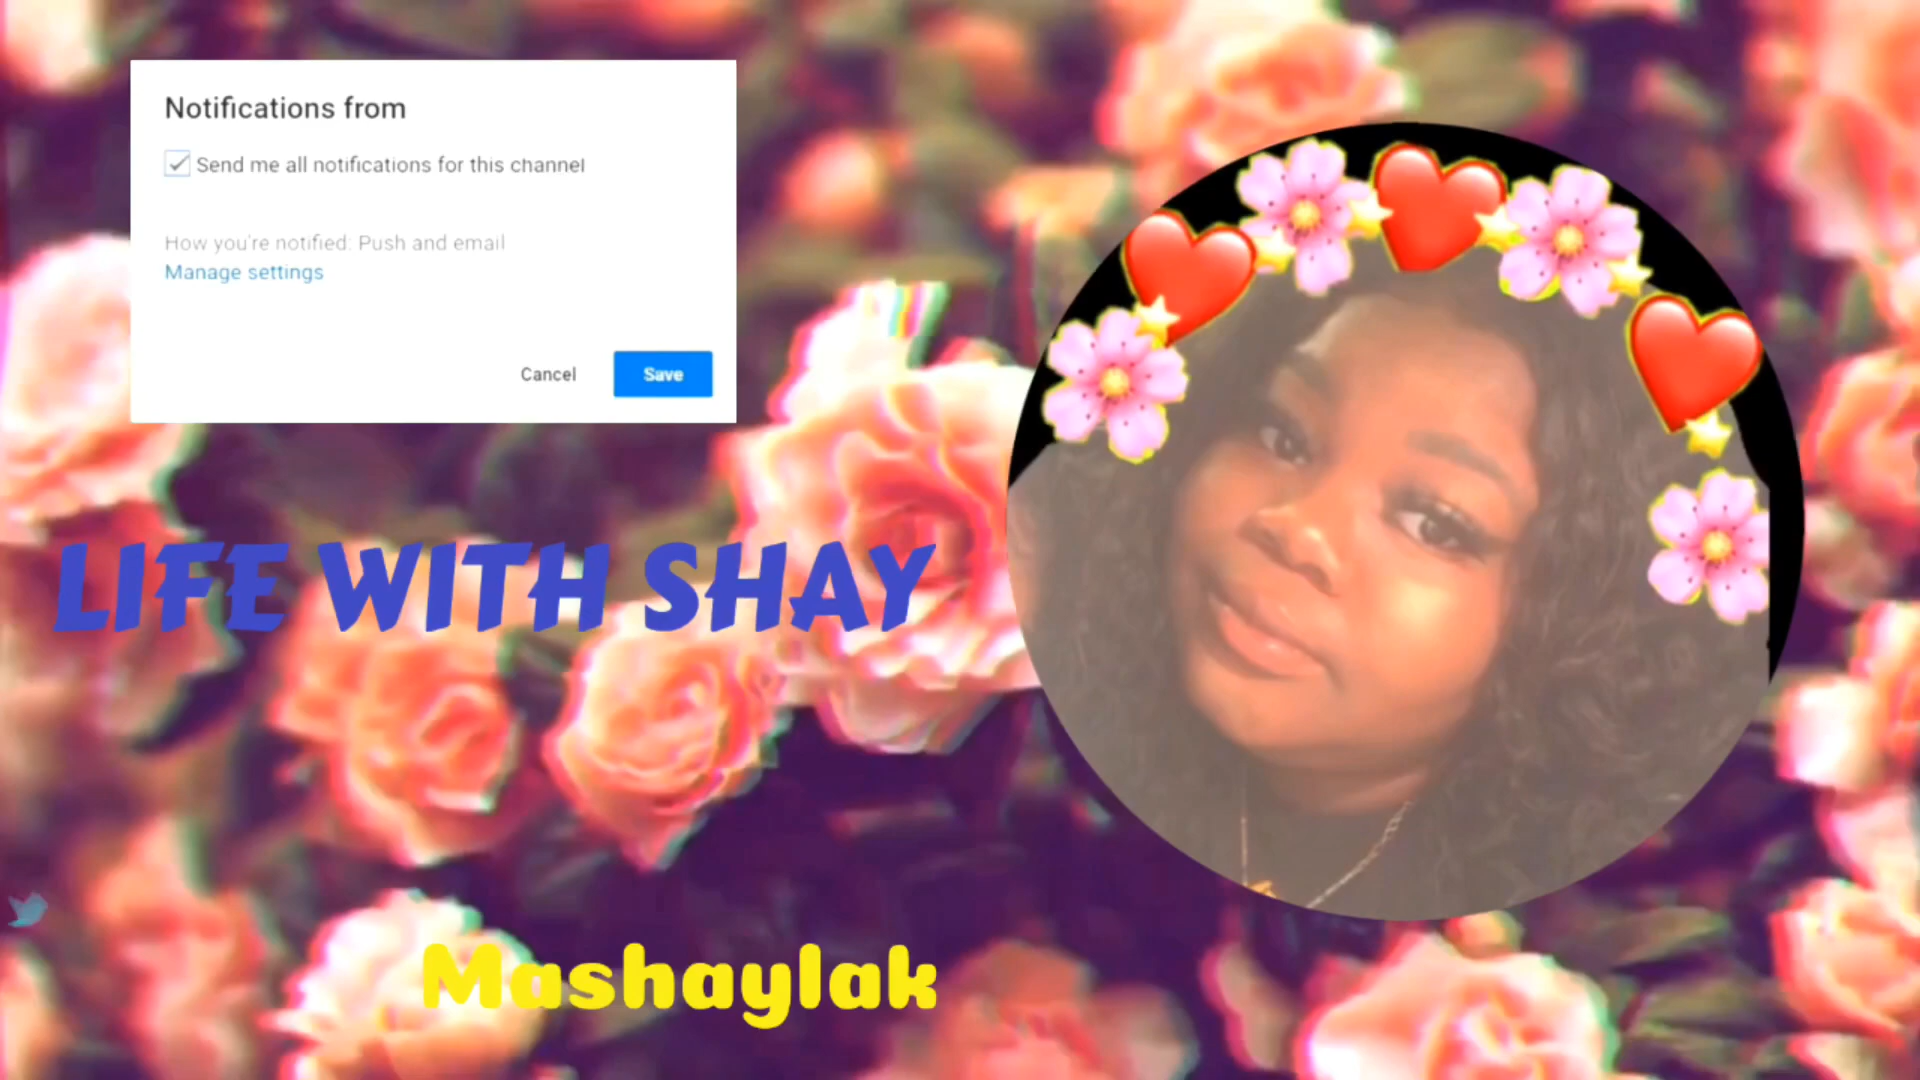 Notifications from
Send me all notifications for this channel
How you're notified: Push and email
Manage settings
Cancel
Save
LIFE WITH SHAY
Mashaylak